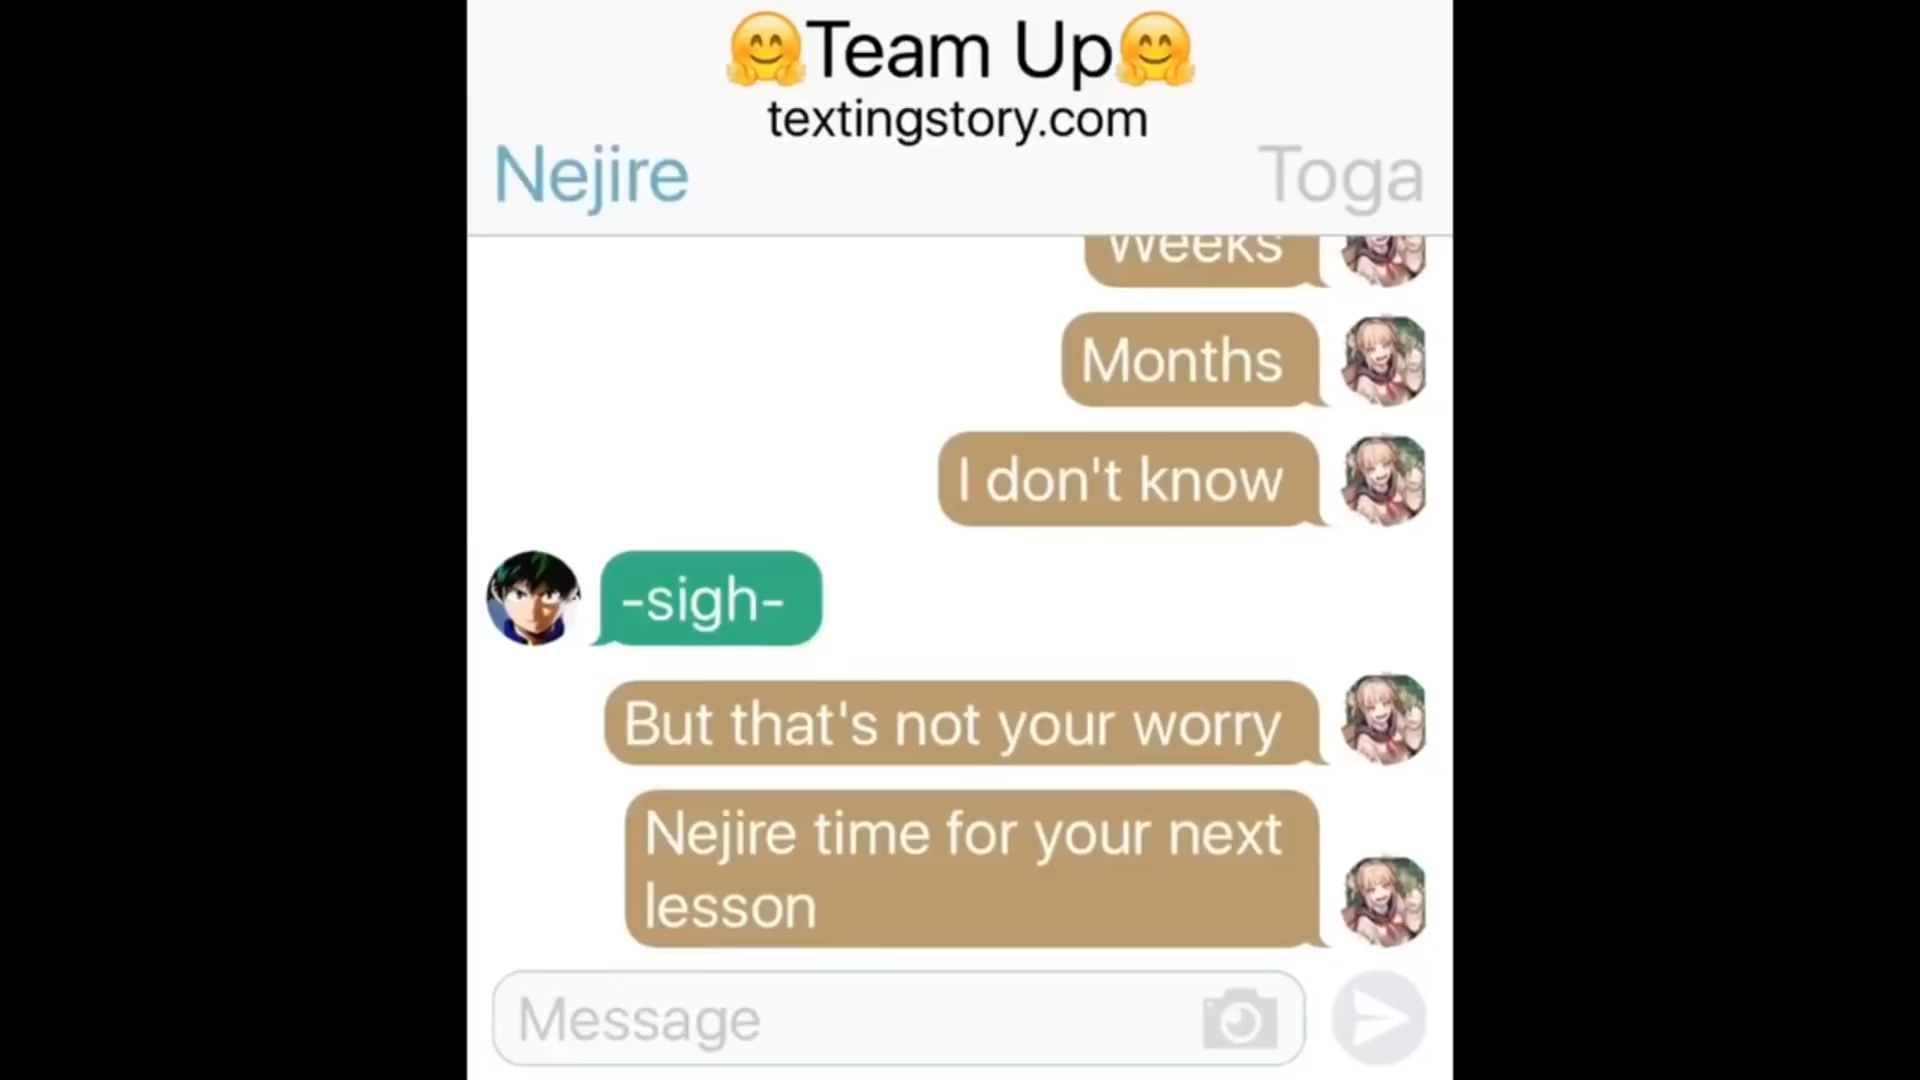 🤗Team Up🤗
textingstory.com
Nejire
Toga
Weeks
Months
I don't know
-sigh-
But that's not your worry
Nejire time for your next
lesson
Message